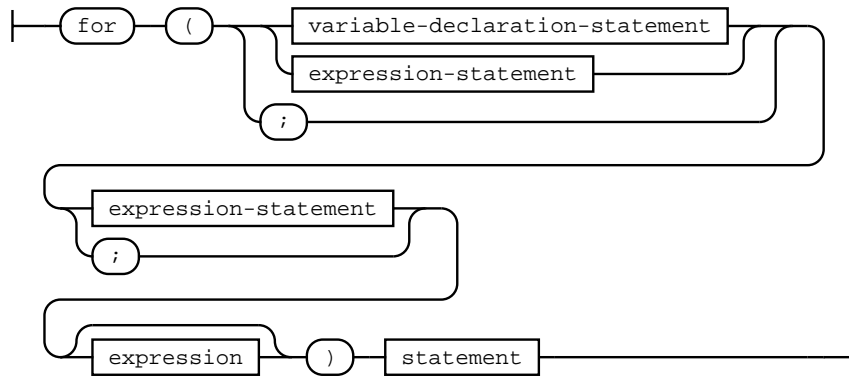 for ( variable-declaration-statement
expression-statement
;
expression-statement
;
expression ) statement